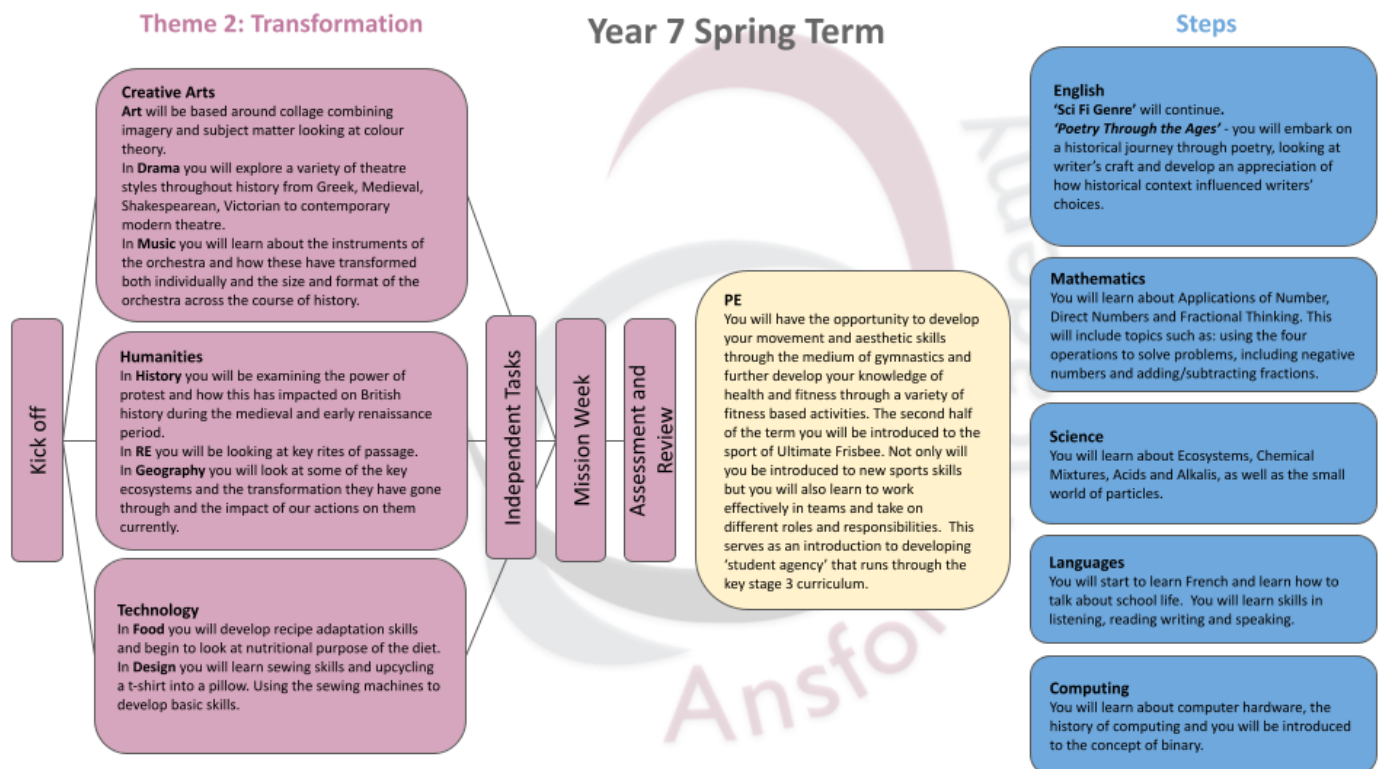 Theme 2: Transformation
Year 7 Spring Term
Steps
Kick off
Creative Arts
Art will be based around collage combining
imagery and subject matter looking at colour
theory.
In Drama you will explore a variety of theatre
styles throughout history from Greek, Medieval,
Shakespearean, Victorian to contemporary
modern theatre.
In Music you will learn about the instruments of
the orchestra and how these have transformed
both individually and the size and format of the
orchestra across the course of history.
Humanities
In History you will be examining the power of
protest and how this has impacted on British
history during the medieval and early renaissance
period.
In RE you will be looking at key rites of passage.
In Geography you will look at some of the key
ecosystems and the transformation they have gone
through and the impact of our actions on them
currently.
Technology
In Food you will develop recipe adaptation skills
and begin to look at nutritional purpose of the diet.
In Design you will learn sewing skills and upcycling
a t-shirt into a pillow. Using the sewing machines to
develop basic skills.
Independent Tasks
Mission Week
Assessment and
Review
PE
You will have the opportunity to develop
your movement and aesthetic skills
through the medium of gymnastics and
further develop your knowledge of
health and fitness through a variety of
fitness based activities. The second half
of the term you will be introduced to the
sport of Ultimate Frisbee. Not only will
you be introduced to new sports skills
but you will also learn to work
effectively in teams and take on
different roles and responsibilities.  This
serves as an introduction to developing
‘student agency’ that runs through the
key stage 3 curriculum.
English
‘Sci Fi Genre’ will continue.
‘Poetry Through the Ages’ - you will embark on
a historical journey through poetry, looking at
writer’s craft and develop an appreciation of
how historical context influenced writers’
choices.
Mathematics
You will learn about Applications of Number,
Direct Numbers and Fractional Thinking. This
will include topics such as: using the four
operations to solve problems, including negative
numbers and adding/subtracting fractions.
Science
You will learn about Ecosystems, Chemical
Mixtures, Acids and Alkalis, as well as the small
world of particles.
Languages
You will start to learn French and learn how to
talk about school life.  You will learn skills in
listening, reading writing and speaking.
Computing
You will learn about computer hardware, the
history of computing and you will be introduced
to the concept of binary.
Ansfor